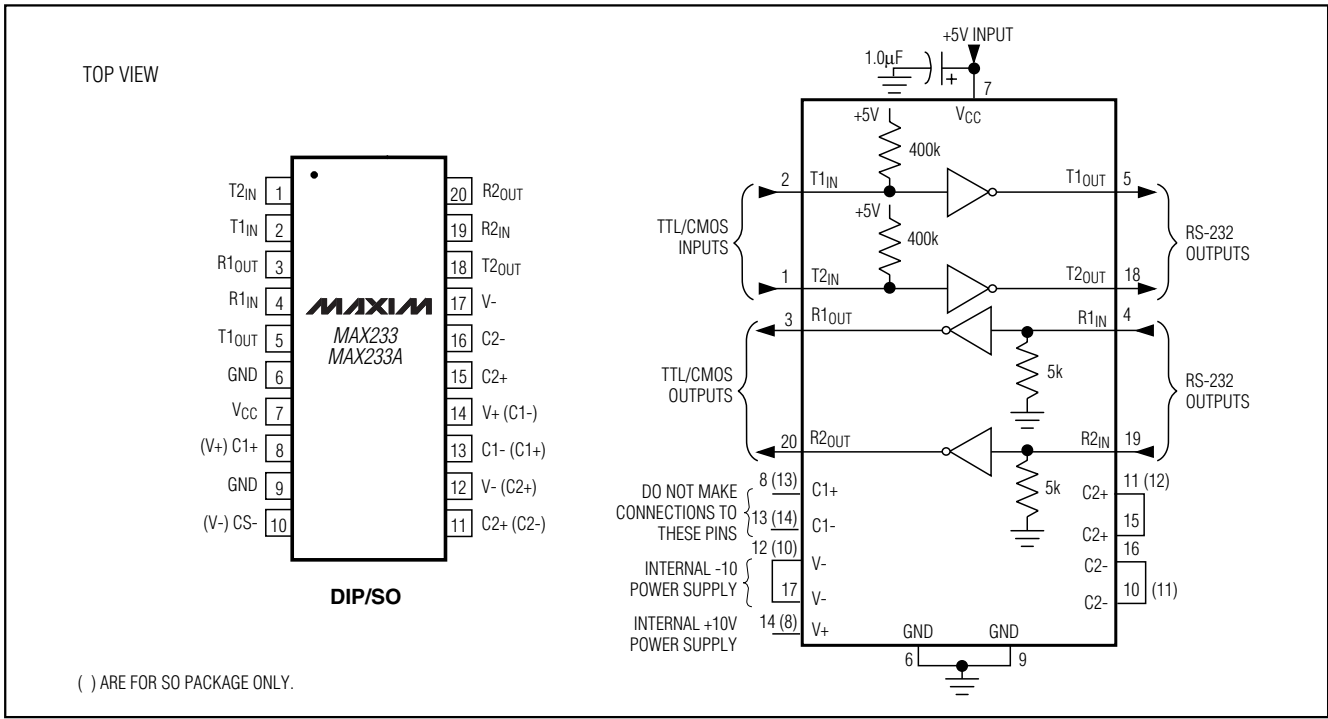 TOP VIEW
T2IN 1
T1IN 2
R1OUT 3
R1IN 4
T1OUT 5
GND 6
VCC 7
(V+) C1+ 8
GND 9
(V-) CS- 10
20 R2OUT
19 R2IN
18 T2OUT
17 V-
16 C2-
15 C2+
14 V+ (C1-)
13 C1- (C1+)
12 V- (C2+)
11 C2+ (C2-)
MAXIM
MAX233
MAX233A
DIP/SO
( ) ARE FOR SO PACKAGE ONLY.
+5V INPUT
1.0µF
+
7
VCC
+5V
400k
2 T1IN
T1OUT 5
+5V
400k
TTL/CMOS
INPUTS
RS-232
OUTPUTS
1 T2IN
T2OUT 18
3 R1OUT
R1IN 4
5k
TTL/CMOS
OUTPUTS
RS-232
OUTPUTS
20 R2OUT
R2IN 19
5k
DO NOT MAKE
CONNECTIONS TO
THESE PINS
8 (13) C1+
13 (14) C1-
INTERNAL -10
POWER SUPPLY
12 (10) V-
17 V-
INTERNAL +10V
POWER SUPPLY
14 (8) V+
C2+ 11 (12)
C2+ 15
C2- 16
C2- 10 (11)
GND GND
6 9